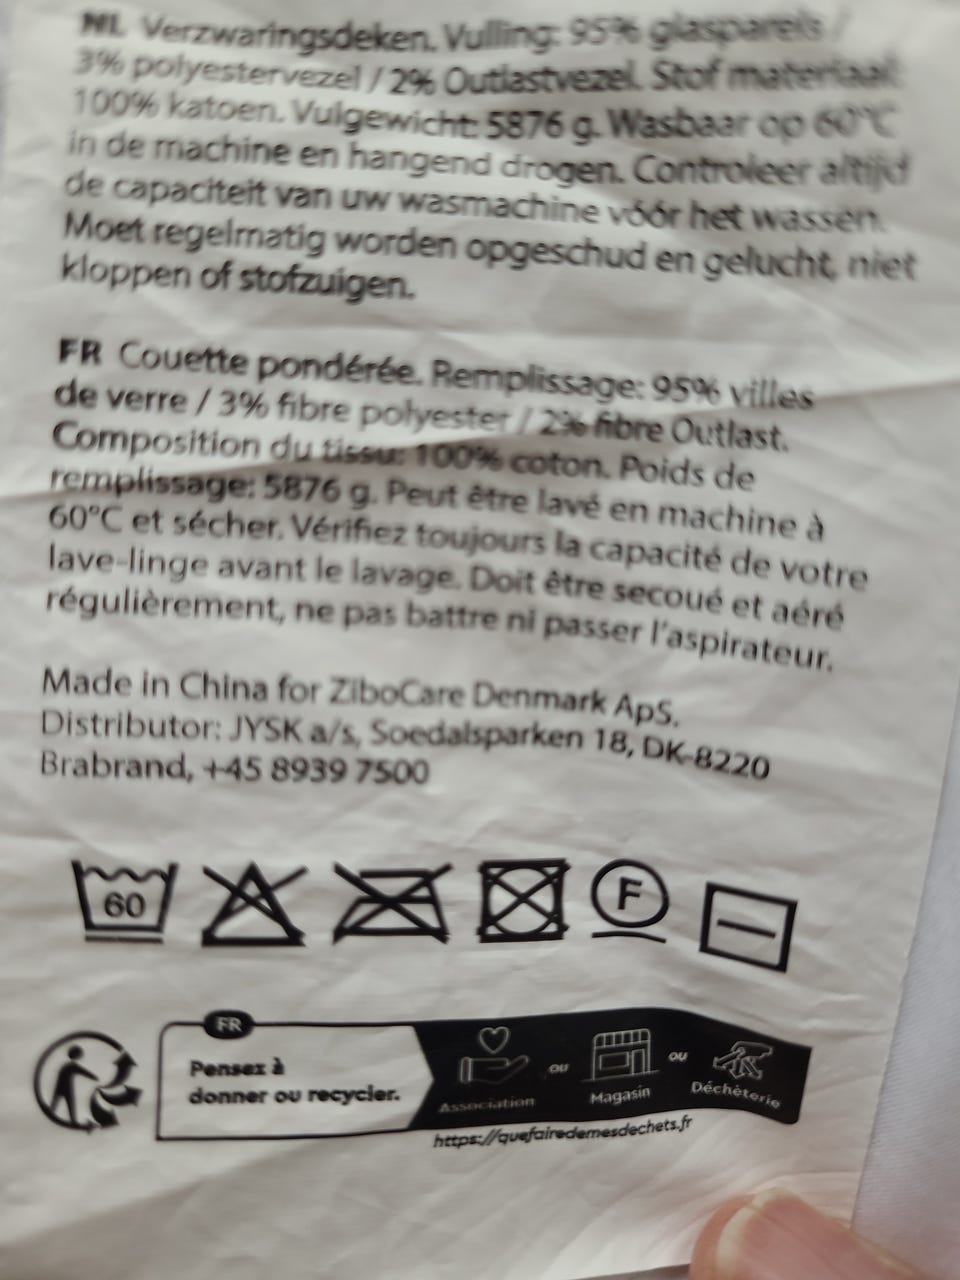 NL Verzwaringsdeken. Vulling: 95% glasparels /
3% polyestervezel / 2% Outlastvezel. Stof materiaal:
100% katoen. Vulgewicht: 5876 g. Wasbaar op 60°C
in de machine en hangend drogen. Controleer altijd
de capaciteit van uw wasmachine vóór het wassen.
Moet regelmatig worden opgeschud en gelucht, niet
kloppen of stofzuigen.
FR Couette pondérée. Remplissage: 95% villes
de verre / 3% fibre polyester / 2% fibre Outlast.
Composition du tissu: 100% coton. Poids de
remplissage: 5876 g. Peut être lavé en machine à
60°C et sécher. Vérifiez toujours la capacité de votre
lave-linge avant le lavage. Doit être secoué et aéré
régulièrement, ne pas battre ni passer l'aspirateur.
Made in China for ZiboCare Denmark ApS.
Distributor: JYSK a/s, Soedalsparken 18, DK-8220
Brabrand, +45 8939 7500
60 F
FR
Pensez à
donner ou recycler.
Association ou Magasin ou Déchèterie
https://quefairedemesdechets.fr